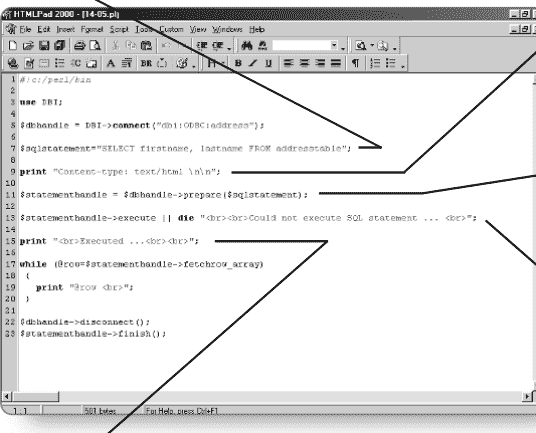 HTMLPad 2000 - [14-05.pl]
File Edit Insert Format Script Tools Custom View Windows Help
BR B I U
1 #!c:/perl/bin
2
3 use DBI;
4
5 $dbhandle = DBI->connect("dbi:ODBC:address");
6
7 $sqlstatement="SELECT firstname, lastname FROM addresstable";
8
9 print "Content-type: text/html \n\n";
10
11 $statementhandle = $dbhandle->prepare($sqlstatement);
12
13 $statementhandle->execute || die "<br><br>Could not execute SQL statement ... <br>";
14
15 print "<br>Executed ...<br><br>";
16
17 while (@row=$statementhandle->fetchrow_array)
18 {
19 print "@row <br>";
20 }
21
22 $dbhandle->disconnect();
23 $statementhandle->finish();
1 : 1 501 bytes For Help, press Ctrl+F1